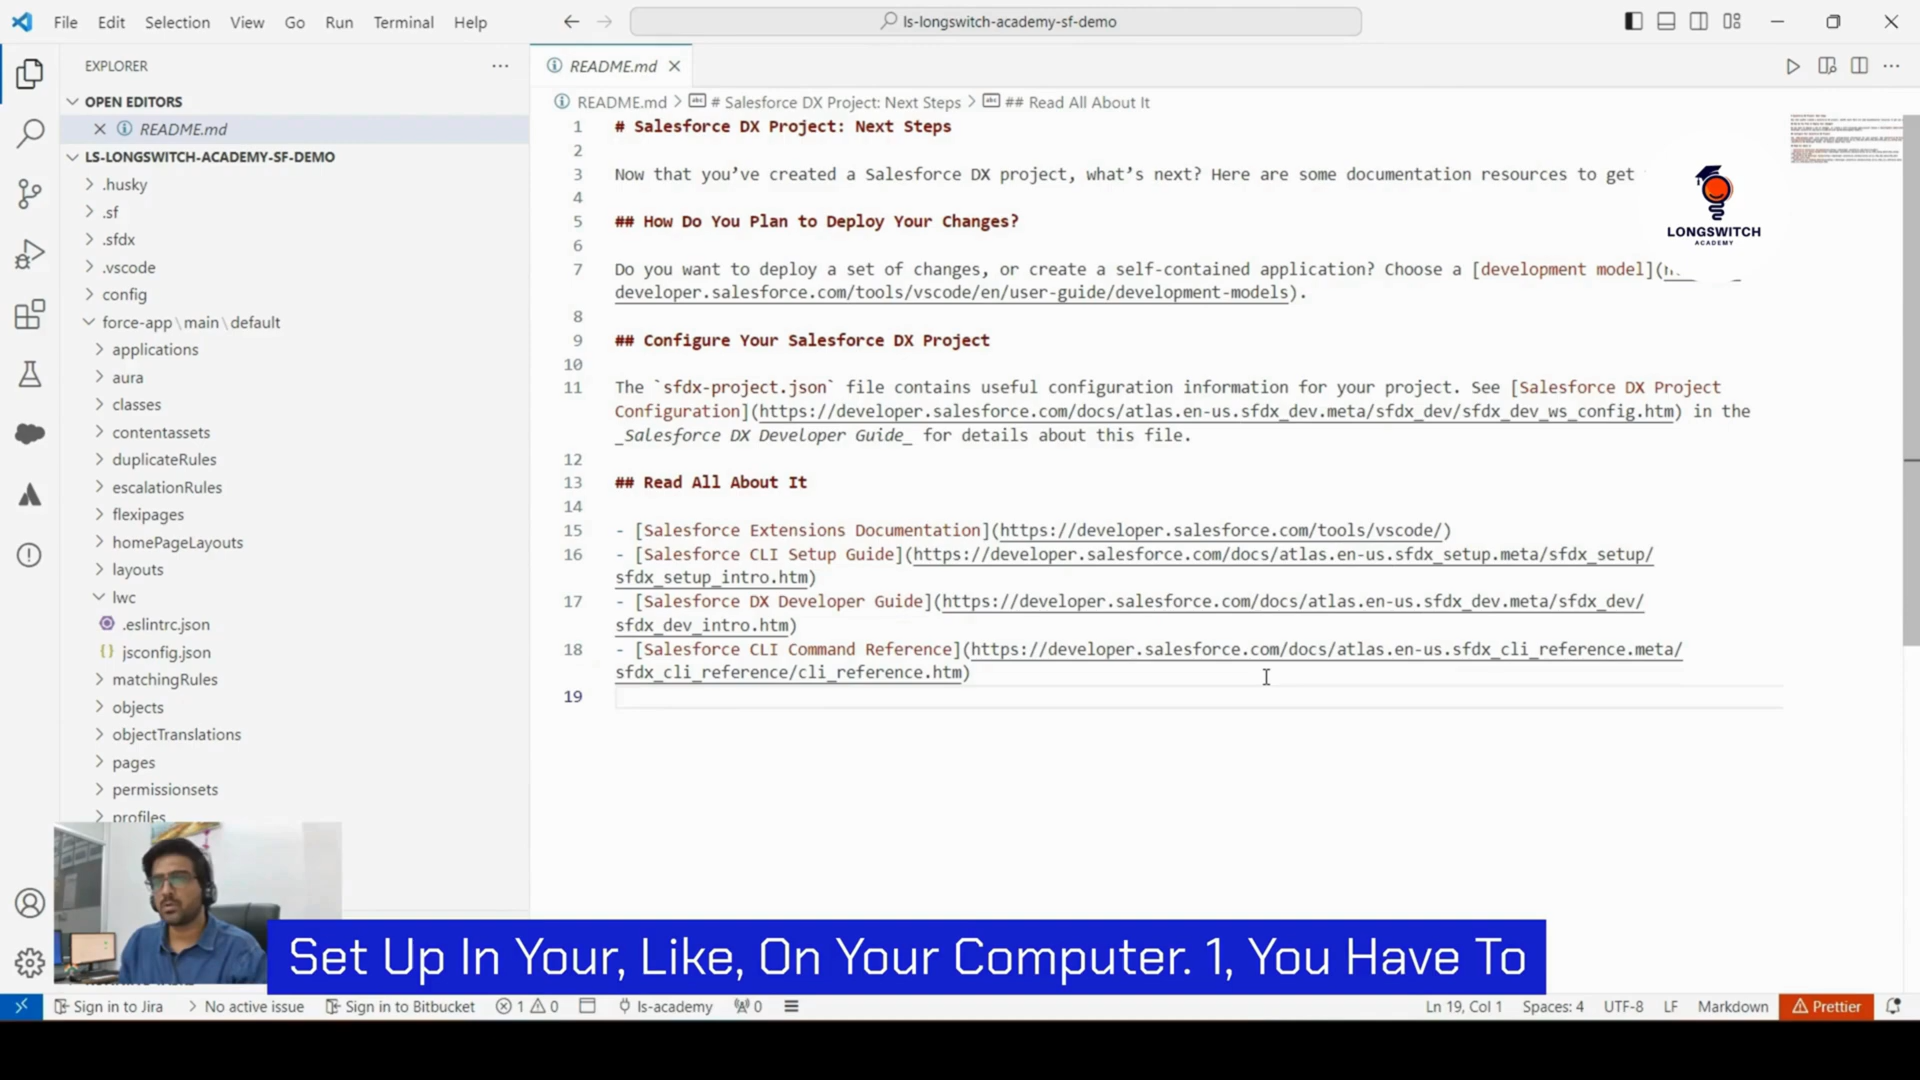 File Edit Selection View Go Run Terminal Help
ls-longswitch-academy-sf-demo
EXPLORER
OPEN EDITORS
README.md
LS-LONGSWITCH-ACADEMY-SF-DEMO
.husky
.sf
.sfdx
.vscode
config
force-app\main\default
applications
aura
classes
contentassets
duplicateRules
escalationRules
flexipages
homePageLayouts
layouts
lwc
.eslintrc.json
{} jsconfig.json
matchingRules
objects
objectTranslations
pages
permissionsets
profiles
README.md
README.md > # Salesforce DX Project: Next Steps > ## Read All About It
1 # Salesforce DX Project: Next Steps
2
3 Now that you've created a Salesforce DX project, what's next? Here are some documentation resources to get
4
5 ## How Do You Plan to Deploy Your Changes?
6
7 Do you want to deploy a set of changes, or create a self-contained application? Choose a [development model](
developer.salesforce.com/tools/vscode/en/user-guide/development-models).
8
9 ## Configure Your Salesforce DX Project
10
11 The `sfdx-project.json` file contains useful configuration information for your project. See [Salesforce DX Project
Configuration](https://developer.salesforce.com/docs/atlas.en-us.sfdx_dev.meta/sfdx_dev/sfdx_dev_ws_config.htm) in the
_Salesforce DX Developer Guide_ for details about this file.
12
13 ## Read All About It
14
15 - [Salesforce Extensions Documentation](https://developer.salesforce.com/tools/vscode/)
16 - [Salesforce CLI Setup Guide](https://developer.salesforce.com/docs/atlas.en-us.sfdx_setup.meta/sfdx_setup/
sfdx_setup_intro.htm)
17 - [Salesforce DX Developer Guide](https://developer.salesforce.com/docs/atlas.en-us.sfdx_dev.meta/sfdx_dev/
sfdx_dev_intro.htm)
18 - [Salesforce CLI Command Reference](https://developer.salesforce.com/docs/atlas.en-us.sfdx_cli_reference.meta/
sfdx_cli_reference/cli_reference.htm)
19
LONGSWITCH
ACADEMY
Set Up In Your, Like, On Your Computer. 1, You Have To
Sign in to Jira > No active issue Sign in to Bitbucket 1 0 ls-academy 0 Ln 19, Col 1 Spaces: 4 UTF-8 LF Markdown Prettier